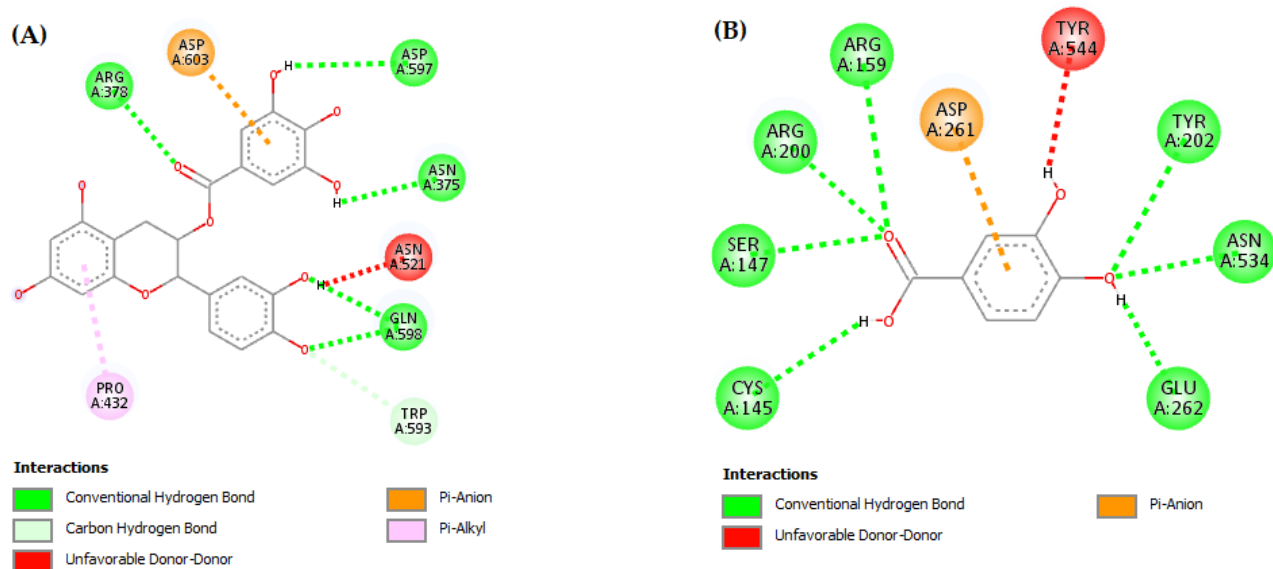 (A)
ASP
A:603
ASP
A:597
ARG
A:378
H
O
O
O
ASN
A:375
O
H
O
O
ASN
A:521
O
H
GLN
A:598
O
O
O
PRO
A:432
TRP
A:593
Interactions
Conventional Hydrogen Bond
Carbon Hydrogen Bond
Unfavorable Donor-Donor
Pi-Anion
Pi-Alkyl
(B)
ARG
A:159
TYR
A:544
ASP
A:261
TYR
A:202
ARG
A:200
H
O
SER
A:147
O
ASN
A:534
O
H
H
O
CYS
A:145
GLU
A:262
Interactions
Conventional Hydrogen Bond
Unfavorable Donor-Donor
Pi-Anion